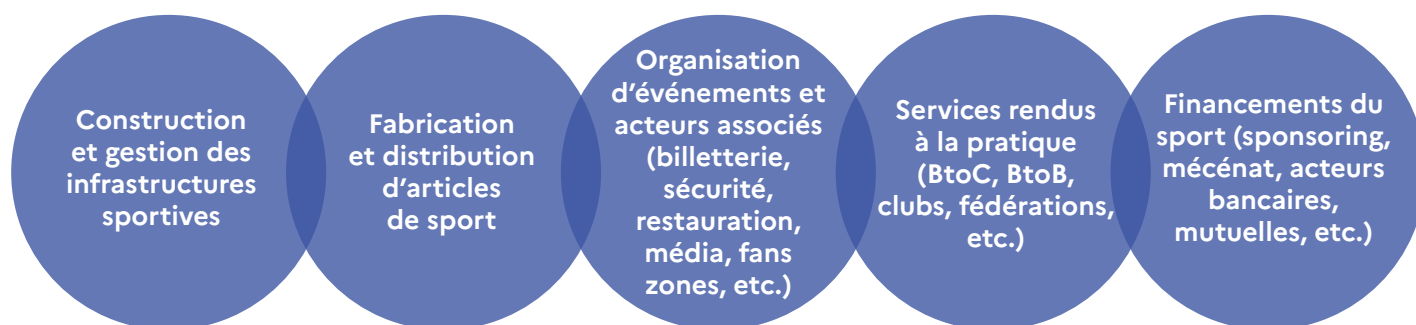 Construction
et gestion des
infrastructures
sportives
Fabrication
et distribution
d’articles
de sport
Organisation
d’événements et
acteurs associés
(billetterie,
sécurité,
restauration,
média, fans
zones, etc.)
Services rendus
à la pratique
(BtoC, BtoB,
clubs, fédérations,
etc.)
Financements du
sport (sponsoring,
mécénat, acteurs
bancaires,
mutuelles, etc.)